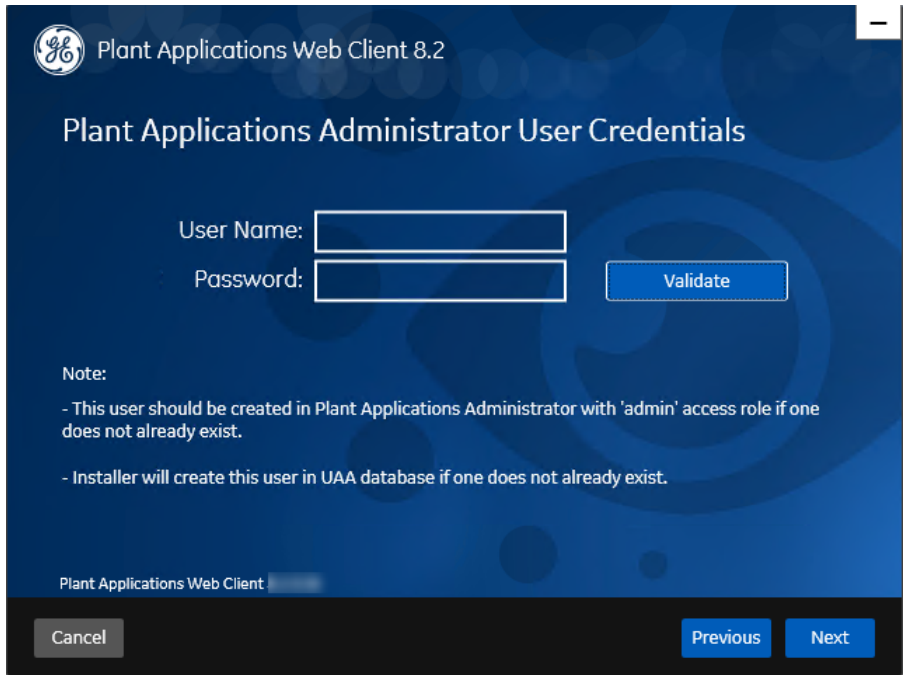 Plant Applications Web Client 8.2
Plant Applications Administrator User Credentials
User Name:
Password:
Validate
Note:
- This user should be created in Plant Applications Administrator with 'admin' access role if one
does not already exist.
- Installer will create this user in UAA database if one does not already exist.
Plant Applications Web Client
Cancel
Previous
Next